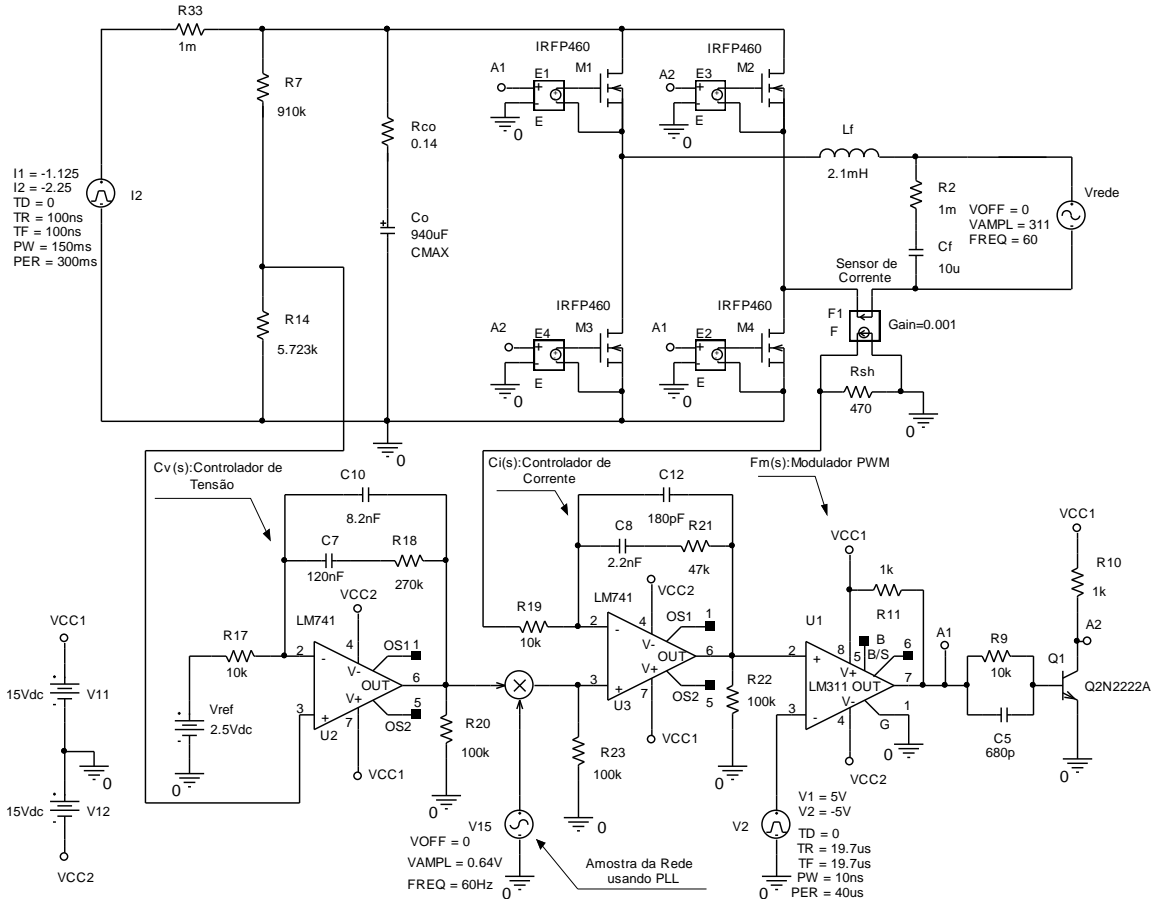 R33
1m
R7
910k
I1 = -1.125
I2 = -2.25
TD = 0
TR = 100ns
TF = 100ns
PW = 150ms
PER = 300ms
I2
R14
5.723k
Rco
0.14
Co
940uF
CMAX
0
IRFP460
A1
E1
M1
E
0
IRFP460
A2
E3
M2
E
0
IRFP460
A2
E4
M3
E
0
IRFP460
A1
E2
M4
E
0
Lf
2.1mH
R2
1m
Cf
10u
VOFF = 0
VAMPL = 311
FREQ = 60
Vrede
Sensor de
Corrente
F1
F
Gain=0.001
Rsh
470
0
Cv(s):Controlador de
Tensão
C10
8.2nF
C7
120nF
R18
270k
LM741
VCC2
R17
10k
2
-
4
V-
OS1
1
OUT
6
V+
OS2
5
3
+
7
U2
VCC1
Vref
2.5Vdc
0
R20
100k
0
VCC1
15Vdc
V11
0
15Vdc
V12
VCC2
Ci(s):Controlador de
Corrente
C12
180pF
C8
2.2nF
R21
47k
LM741
VCC2
R19
10k
2
-
4
V-
OS1
1
OUT
6
V+
OS2
5
3
+
7
U3
VCC1
R23
100k
0
R22
100k
0
V15
VOFF = 0
VAMPL = 0.64V
FREQ = 60Hz
0
Amostra da Rede
usando PLL
Fm(s):Modulador PWM
VCC1
1k
R11
U1
2
+
8
5
B
B/S
6
V+
LM311
OUT
7
V-
3
-
4
G
1
0
VCC2
A1
R9
10k
C5
680p
VCC1
R10
1k
A2
Q1
Q2N2222A
0
V2
0
V1 = 5V
V2 = -5V
TD = 0
TR = 19.7us
TF = 19.7us
PW = 10ns
PER = 40us